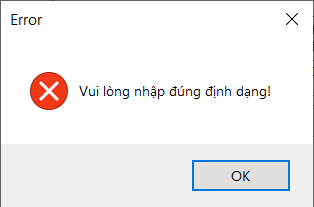 Error
Vui lòng nhập đúng định dạng!
OK